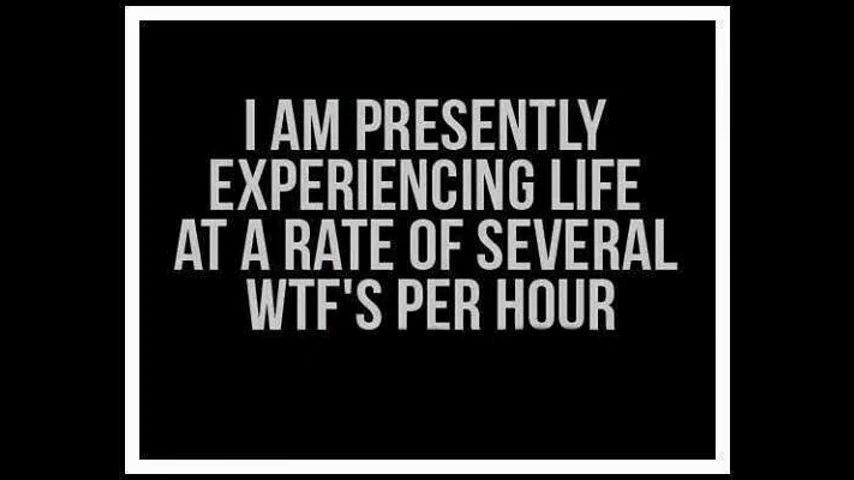 I AM PRESENTLY
EXPERIENCING LIFE
AT A RATE OF SEVERAL
WTF'S PER HOUR